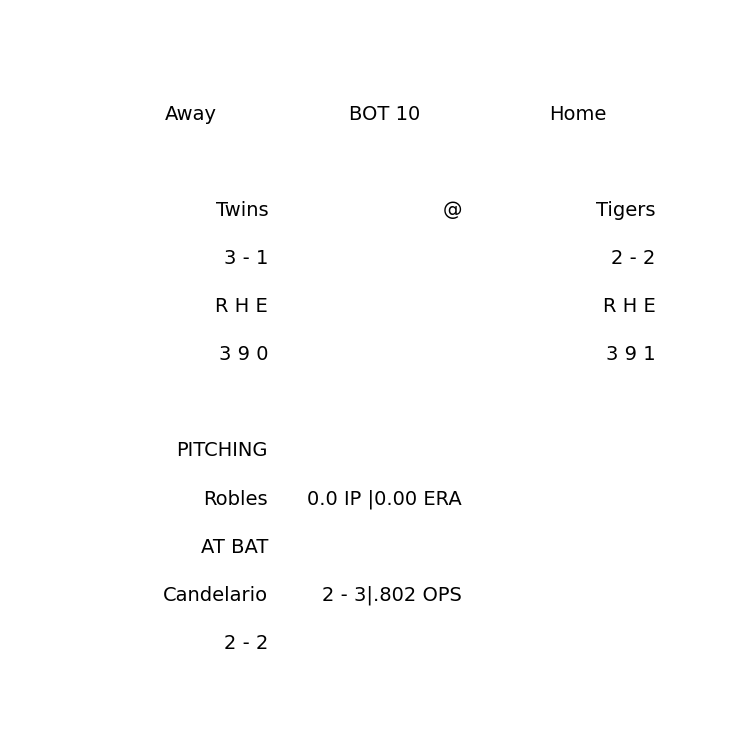 Away BOT 10 Home
Twins @ Tigers
3 - 1 2 - 2
R H E R H E
3 9 0 3 9 1
PITCHING
Robles 0.0 IP |0.00 ERA
AT BAT
Candelario 2 - 3|.802 OPS
2 - 2